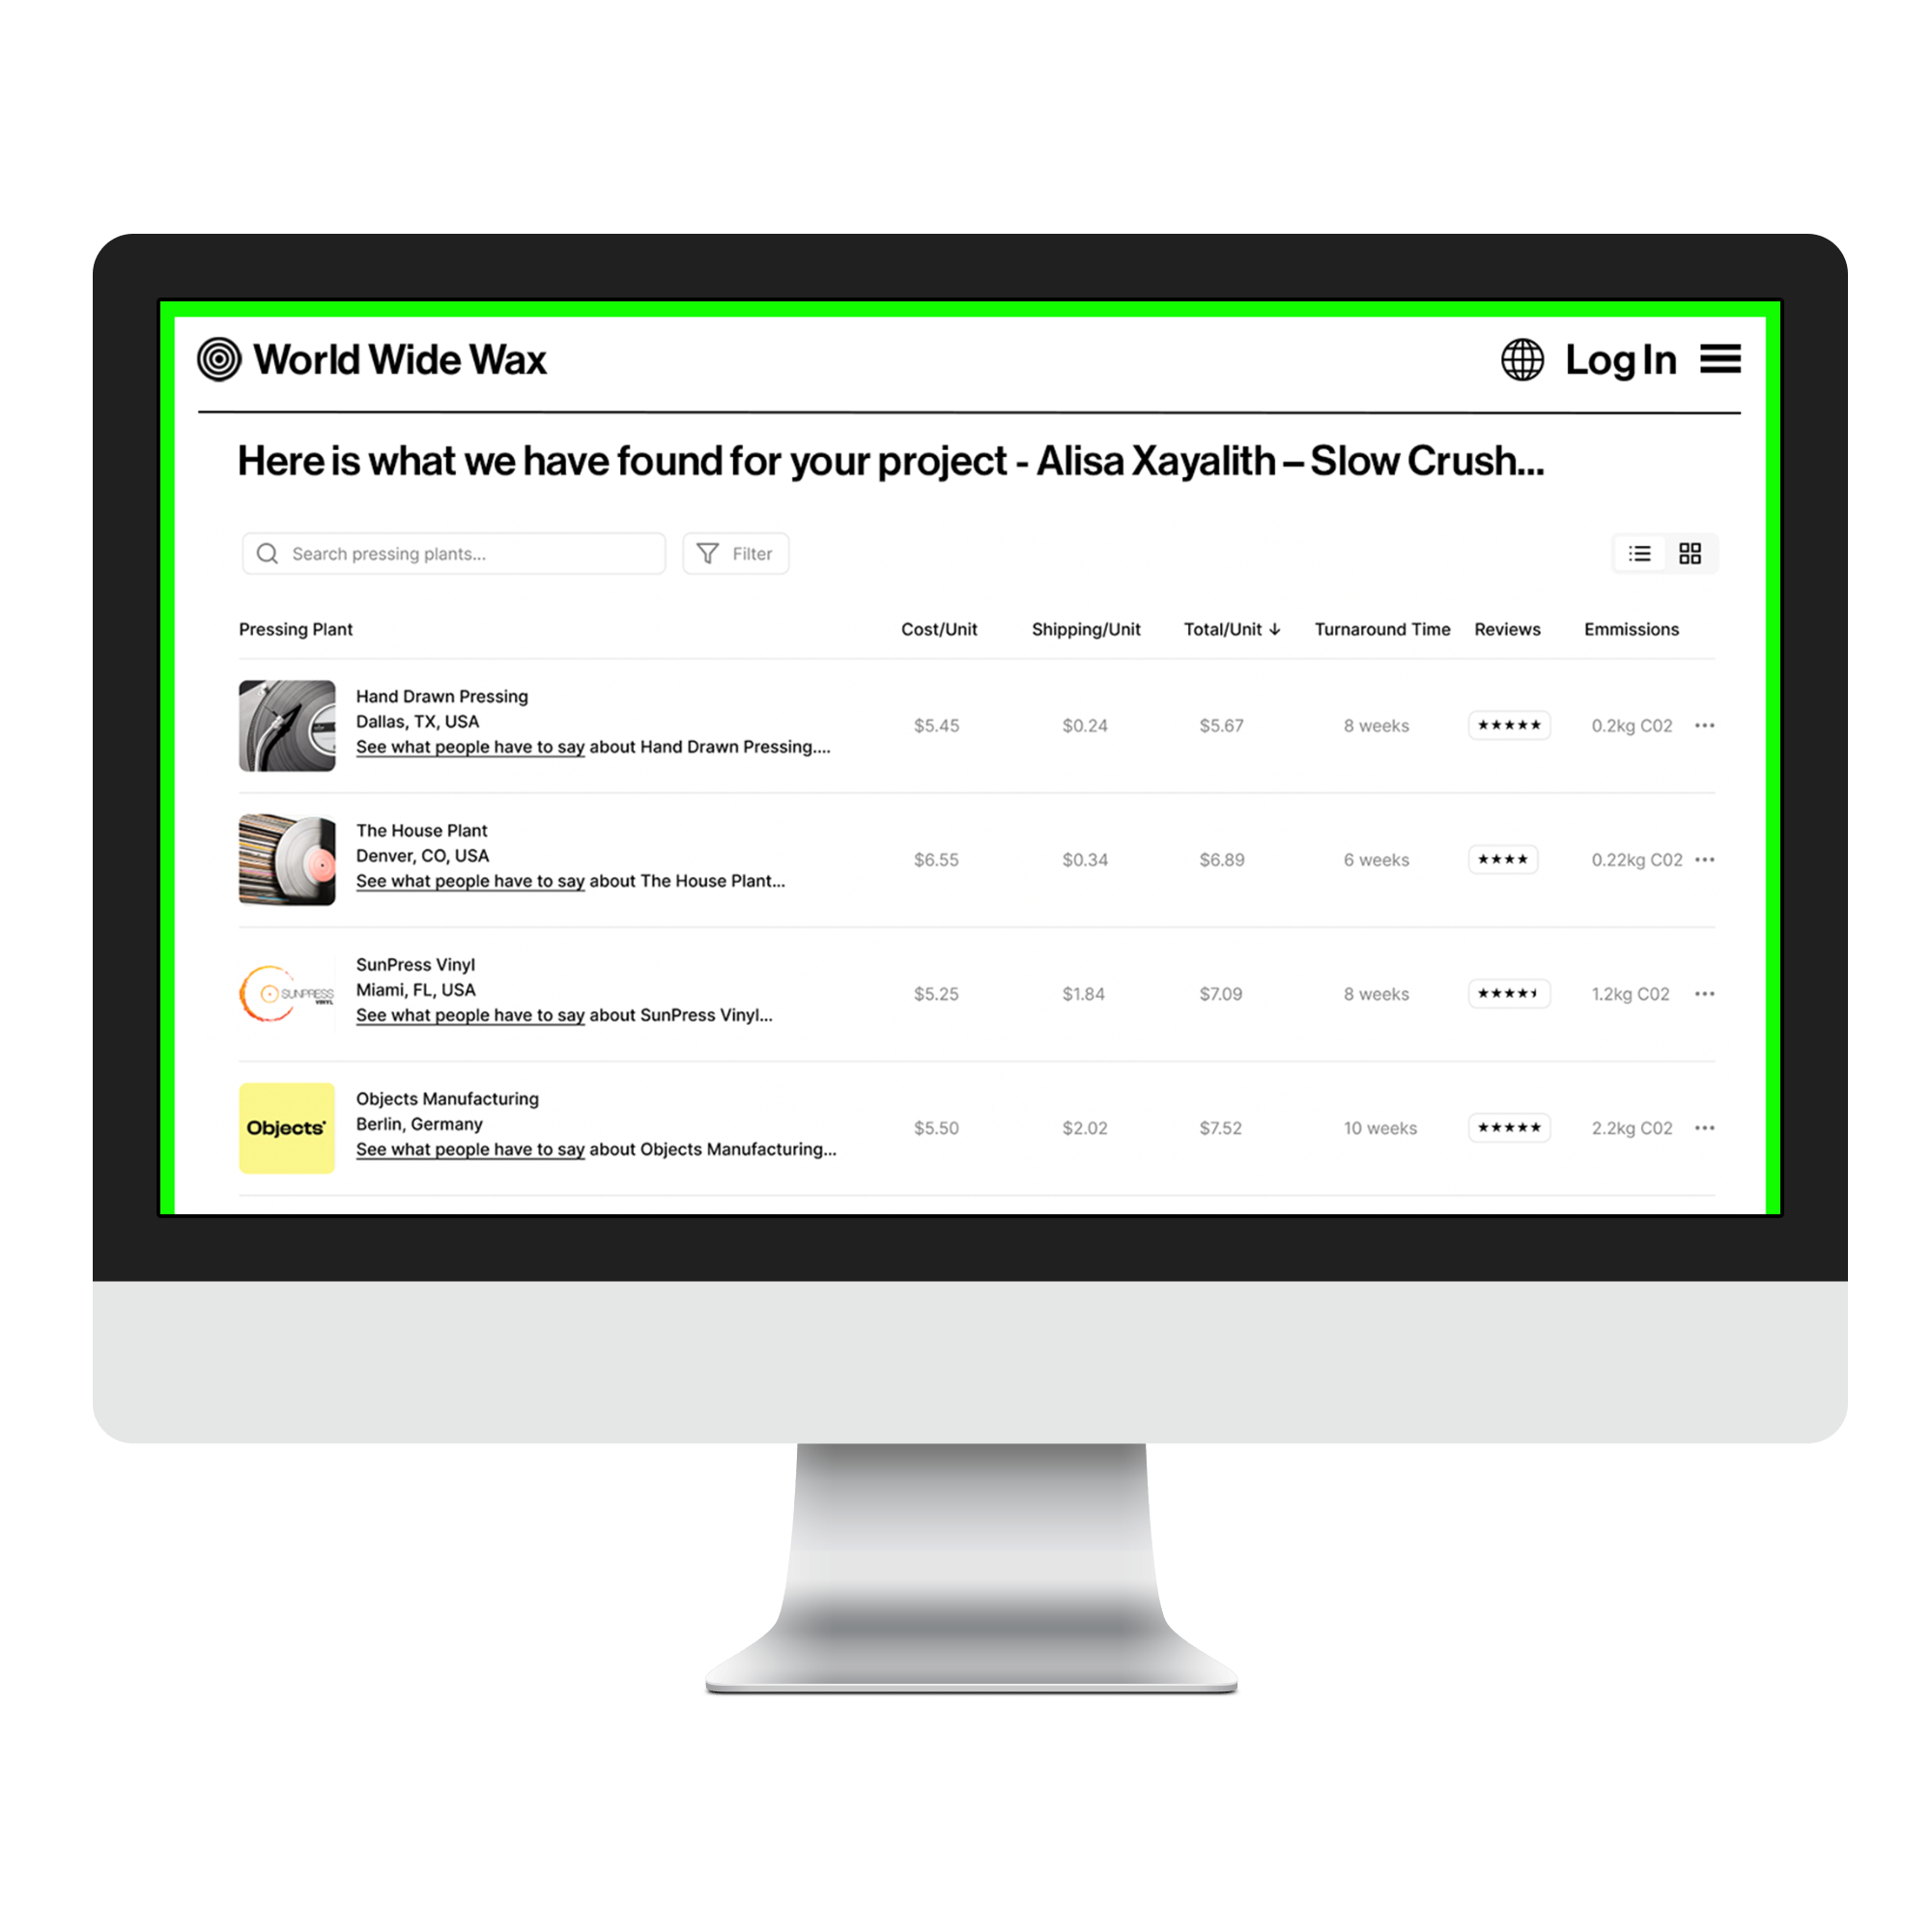 World Wide Wax
Log In
Here is what we have found for your project - Alisa Xayalith – Slow Crush...
Search pressing plants...
Filter
Pressing Plant Cost/Unit Shipping/Unit Total/Unit ↓ Turnaround Time Reviews Emmissions
Hand Drawn Pressing
Dallas, TX, USA
See what people have to say about Hand Drawn Pressing....
$5.45 $0.24 $5.67 8 weeks ★★★★★ 0.2kg C02 •••
The House Plant
Denver, CO, USA
See what people have to say about The House Plant...
$6.55 $0.34 $6.89 6 weeks ★★★★ 0.22kg C02 •••
SUNPRESS
VINYL
SunPress Vinyl
Miami, FL, USA
See what people have to say about SunPress Vinyl...
$5.25 $1.84 $7.09 8 weeks ★★★★⯨ 1.2kg C02 •••
Objects
Objects Manufacturing
Berlin, Germany
See what people have to say about Objects Manufacturing...
$5.50 $2.02 $7.52 10 weeks ★★★★★ 2.2kg C02 •••